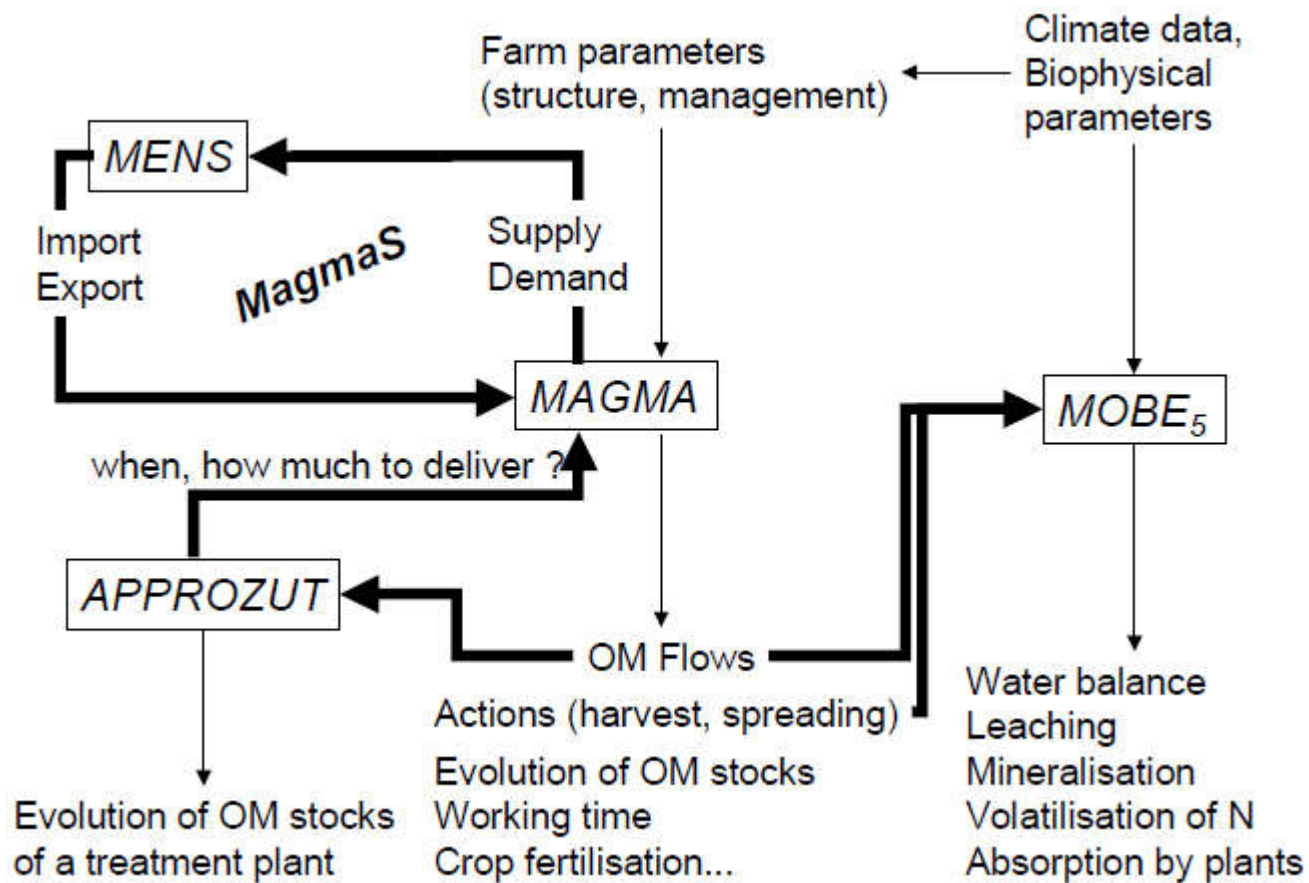 Farm parameters
(structure, management)
Climate data,
Biophysical
parameters
MENS
Import
Export
MagmaS
Supply
Demand
MAGMA
MOBE5
when, how much to deliver ?
APPROZUT
OM Flows
Actions (harvest, spreading)
Evolution of OM stocks
Working time
Crop fertilisation...
Water balance
Leaching
Mineralisation
Volatilisation of N
Absorption by plants
Evolution of OM stocks
of a treatment plant